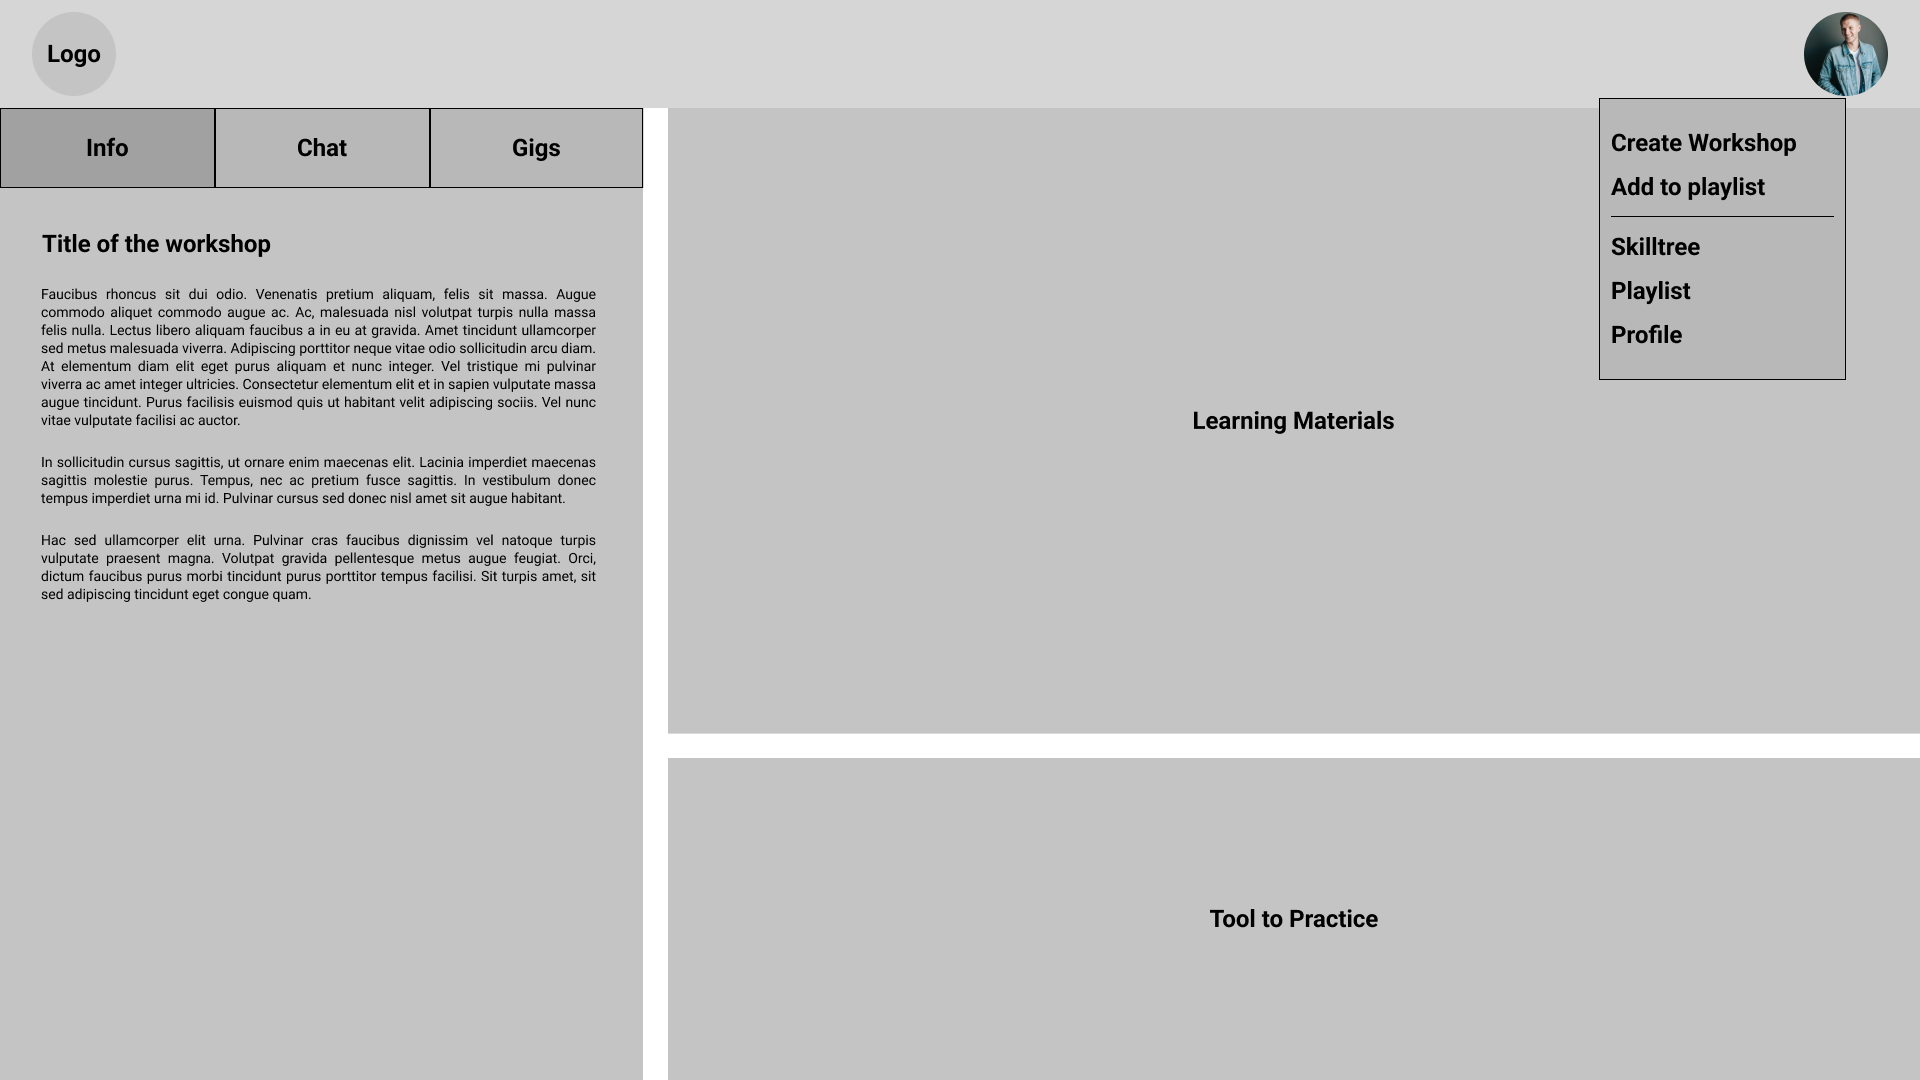 Logo
Info
Chat
Gigs
Title of the workshop
Faucibus rhoncus sit dui odio. Venenatis pretium aliquam, felis sit massa. Augue
commodo aliquet commodo augue ac. Ac, malesuada nisl volutpat turpis nulla massa
felis nulla. Lectus libero aliquam faucibus a in eu at gravida. Amet tincidunt ullamcorper
sed metus malesuada viverra. Adipiscing porttitor neque vitae odio sollicitudin arcu diam.
At elementum diam elit eget purus aliquam et nunc integer. Vel tristique mi pulvinar
viverra ac amet integer ultricies. Consectetur elementum elit et in sapien vulputate massa
augue tincidunt. Purus facilisis euismod quis ut habitant velit adipiscing sociis. Vel nunc
vitae vulputate facilisi ac auctor.
In sollicitudin cursus sagittis, ut ornare enim maecenas elit. Lacinia imperdiet maecenas
sagittis molestie purus. Tempus, nec ac pretium fusce sagittis. In vestibulum donec
tempus imperdiet urna mi id. Pulvinar cursus sed donec nisl amet sit augue habitant.
Hac sed ullamcorper elit urna. Pulvinar cras faucibus dignissim vel natoque turpis
vulputate praesent magna. Volutpat gravida pellentesque metus augue feugiat. Orci,
dictum faucibus purus morbi tincidunt purus porttitor tempus facilisi. Sit turpis amet, sit
sed adipiscing tincidunt eget congue quam.
Create Workshop
Add to playlist
Skilltree
Playlist
Profile
Learning Materials
Tool to Practice